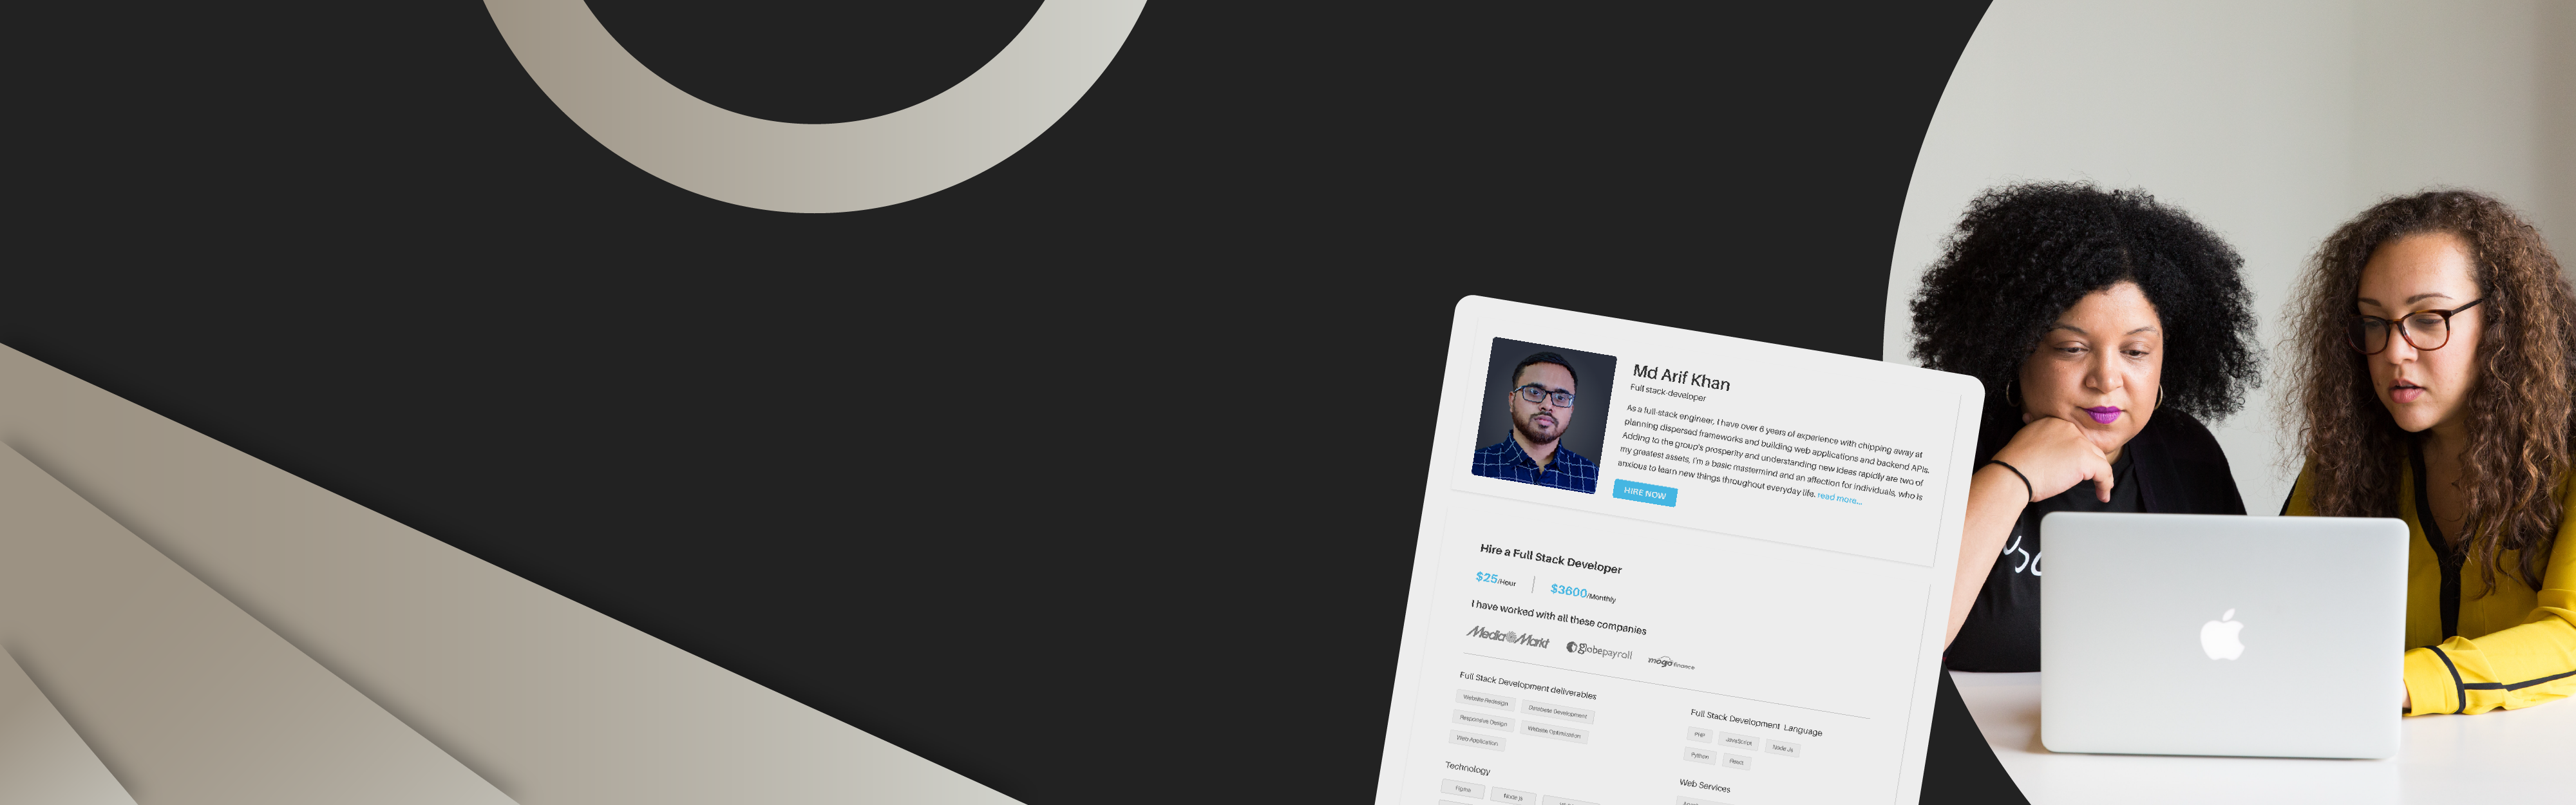 Md Arif Khan
Full stack-developer
As a full-stack engineer, I have over 6 years of experience with chipping away at
planning dispersed frameworks and building web applications and backend APIs.
Adding to the group's prosperity and understanding new ideas rapidly are two of
my greatest assets, I'm a basic mastermind and an affection for individuals, who is
anxious to learn new things throughout everyday life. read more...
HIRE NOW
Hire a Full Stack Developer
$25/Hour
$3600/Monthly
I have worked with all these companies
Media Markt
globepayroll
mogo finance
Full Stack Development deliverables
Website Redesign
Database Development
Responsive Design
Website Optimization
Web Application
Full Stack Development Language
PHP
JavaScript
Node Js
Python
React
Technology
Figma
Node js
Web Services